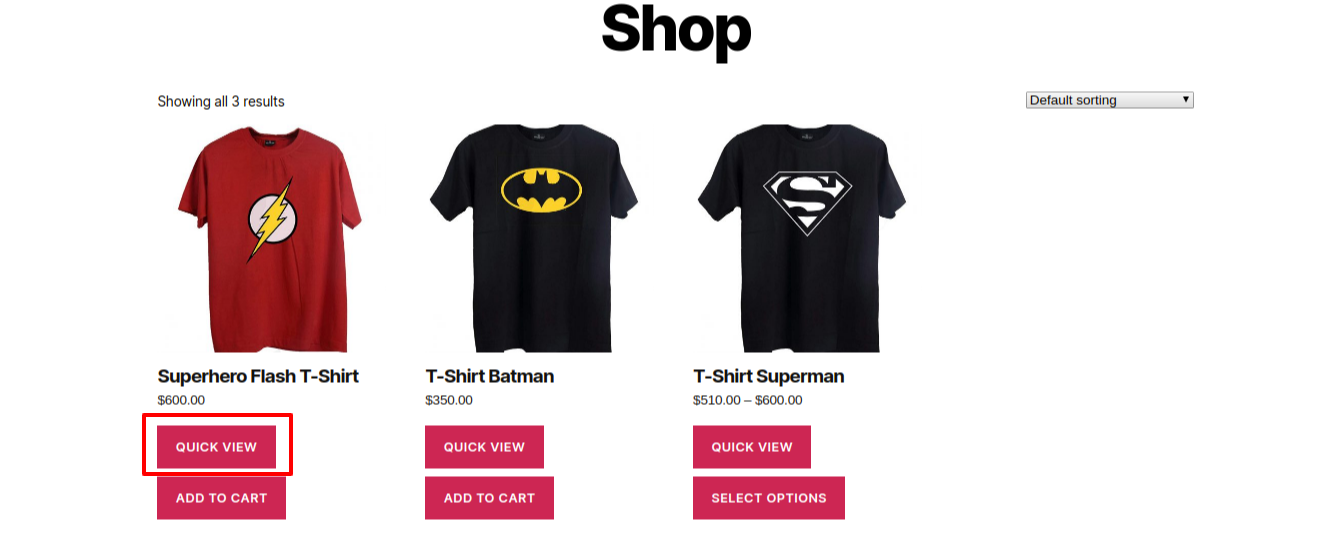 Shop
Showing all 3 results
Default sorting
Superhero Flash T-Shirt
$600.00
QUICK VIEW
ADD TO CART
T-Shirt Batman
$350.00
QUICK VIEW
ADD TO CART
T-Shirt Superman
$510.00 – $600.00
QUICK VIEW
SELECT OPTIONS